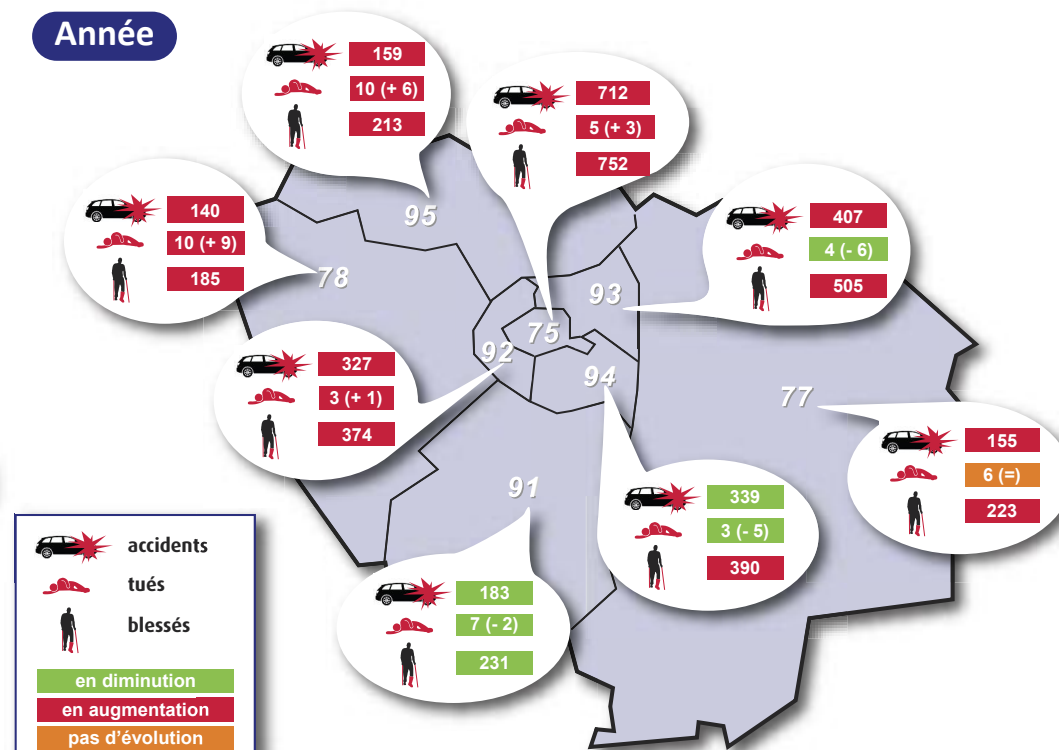 Année
159
10 (+ 6)
213
712
5 (+ 3)
752
140
10 (+ 9)
185
407
4 (- 6)
505
327
3 (+ 1)
374
155
6 (=)
223
339
3 (- 5)
390
183
7 (- 2)
231
95
78
93
75
92
94
77
91
accidents
tués
blessés
en diminution
en augmentation
pas d'évolution